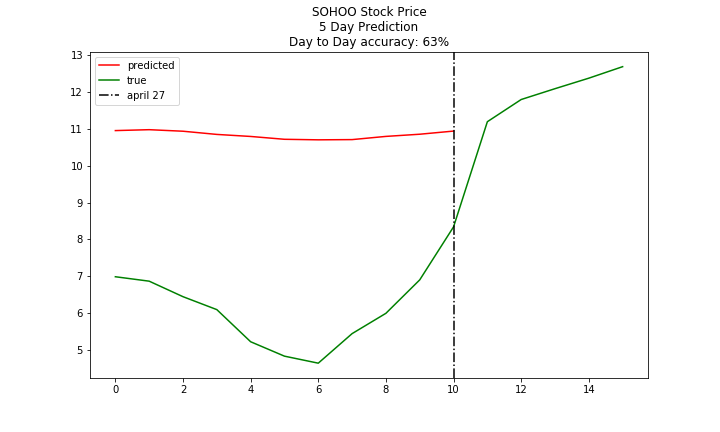 SOHOO Stock Price
5 Day Prediction
Day to Day accuracy: 63%
predicted
true
april 27
13
12
11
10
9
8
7
6
5
0 2 4 6 8 10 12 14